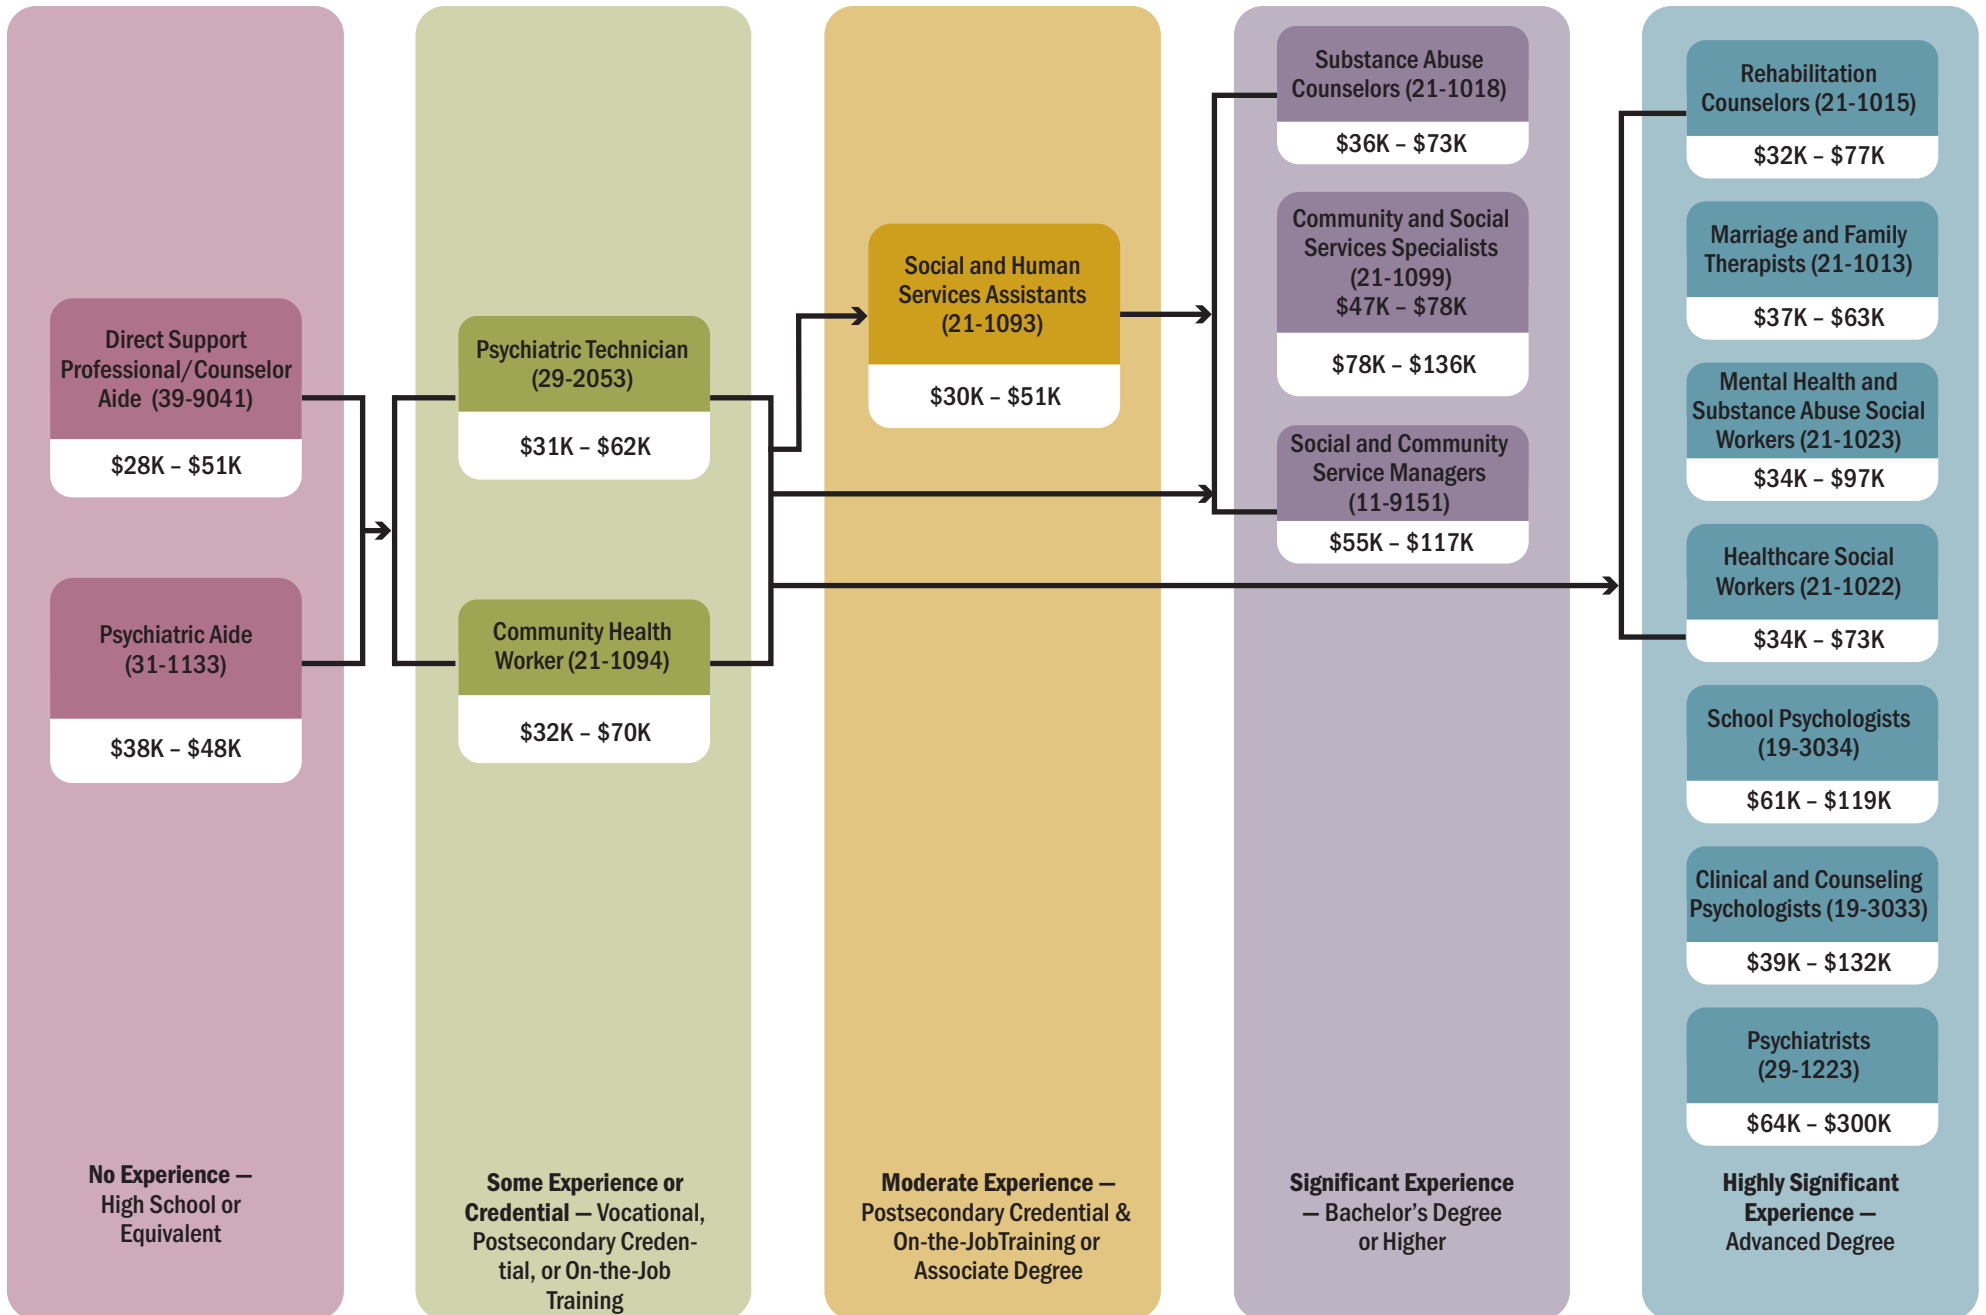 Direct Support
Professional/Counselor
Aide (39-9041)
$28K – $51K
Psychiatric Aide
(31-1133)
$38K – $48K
No Experience —
High School or
Equivalent
Psychiatric Technician
(29-2053)
$31K – $62K
Community Health
Worker (21-1094)
$32K – $70K
Some Experience or
Credential — Vocational,
Postsecondary Creden-
tial, or On-the-Job
Training
Social and Human
Services Assistants
(21-1093)
$30K – $51K
Moderate Experience —
Postsecondary Credential &
On-the-JobTraining or
Associate Degree
Substance Abuse
Counselors (21-1018)
$36K – $73K
Community and Social
Services Specialists
(21-1099)
$47K – $78K
$78K – $136K
Social and Community
Service Managers
(11-9151)
$55K – $117K
Significant Experience
— Bachelor’s Degree
or Higher
Rehabilitation
Counselors (21-1015)
$32K – $77K
Marriage and Family
Therapists (21-1013)
$37K – $63K
Mental Health and
Substance Abuse Social
Workers (21-1023)
$34K – $97K
Healthcare Social
Workers (21-1022)
$34K – $73K
School Psychologists
(19-3034)
$61K – $119K
Clinical and Counseling
Psychologists (19-3033)
$39K – $132K
Psychiatrists
(29-1223)
$64K – $300K
Highly Significant
Experience —
Advanced Degree